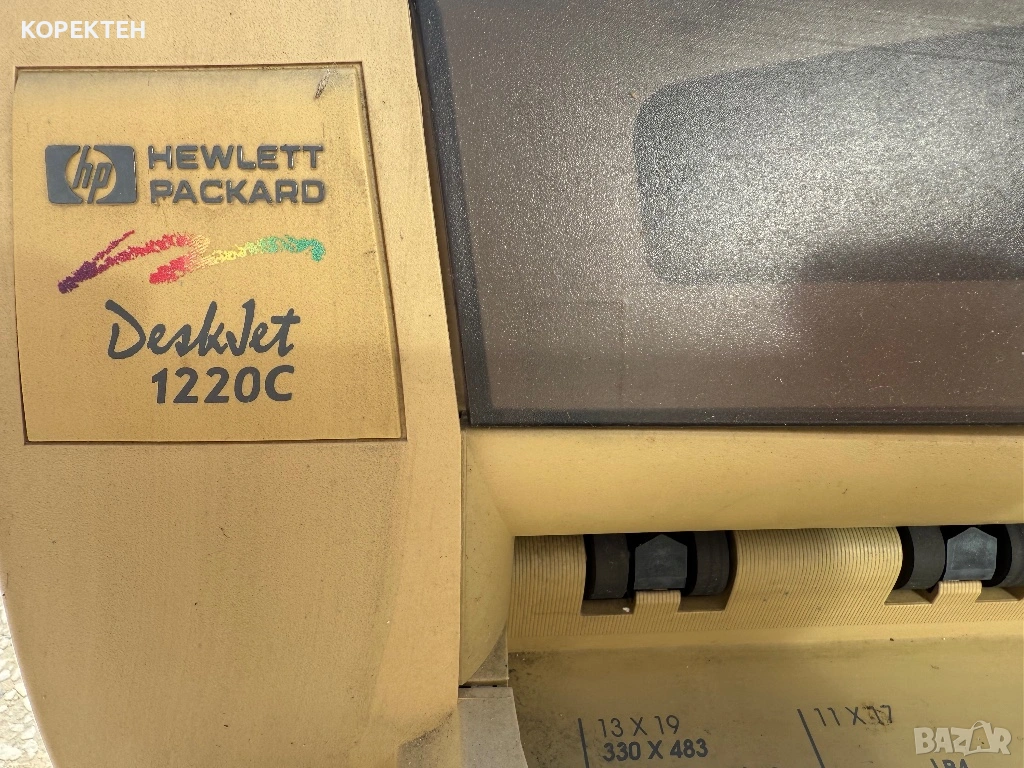 КОРЕКТЕН
hp HEWLETT
PACKARD
DeskJet
1220C
13 X 19
330 X 483
11 X 17
BAZAR